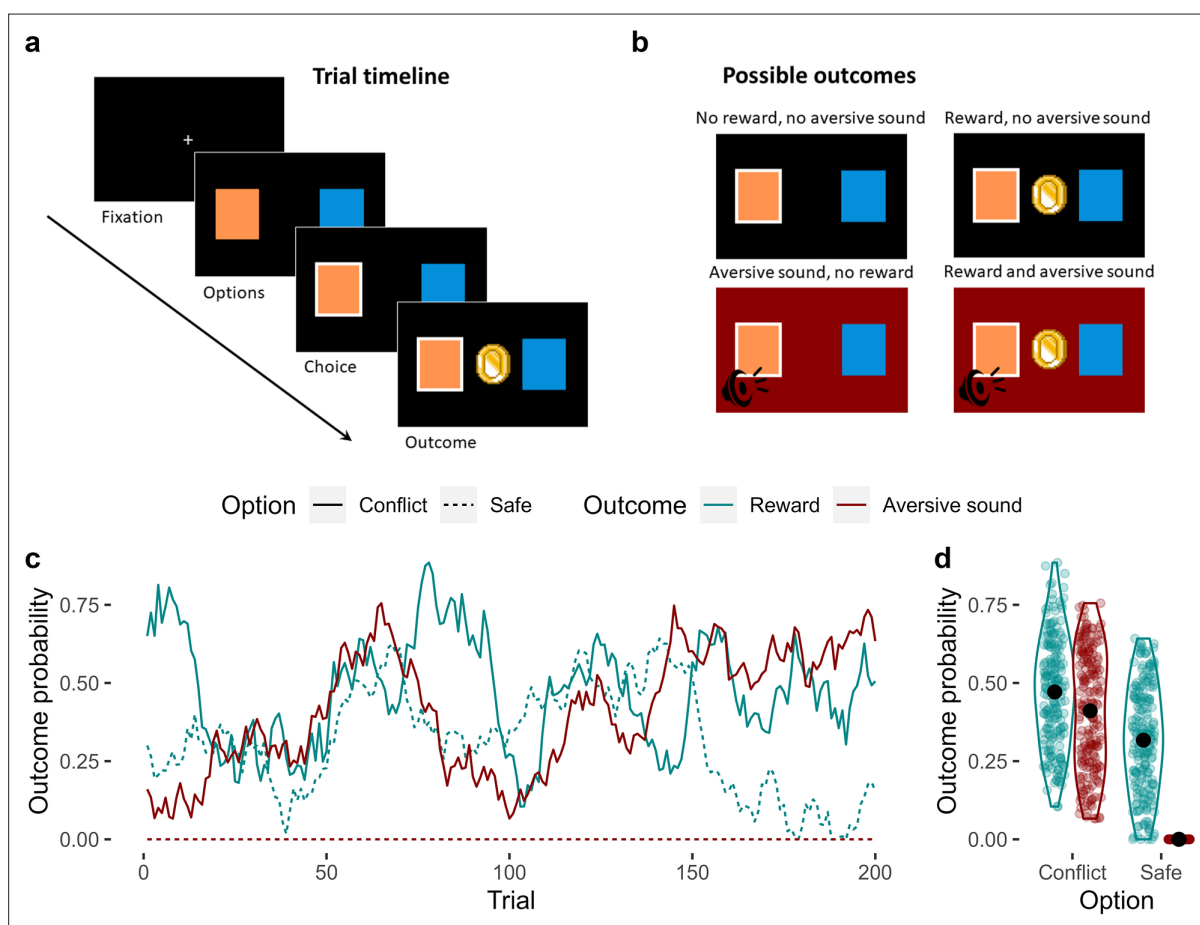 a
Trial timeline
Fixation
Options
Choice
Outcome
b
Possible outcomes
No reward, no aversive sound
Reward, no aversive sound
Aversive sound, no reward
Reward and aversive sound
Option Conflict Safe Outcome Reward Aversive sound
c
Outcome probability
0.75
0.50
0.25
0.00
0 50 100 150 200
Trial
d
Outcome probability
0.75
0.50
0.25
0.00
Conflict Safe
Option